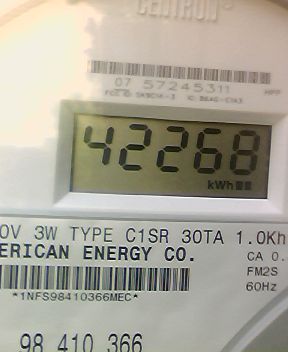 CENTRON
07 57245311
42268
kWh
0V 3W TYPE C1SR 30TA 1.0Kh
ERICAN ENERGY CO.
CA 0.
FM2S
*1NFS98410366MEC*
60Hz
98 410 366